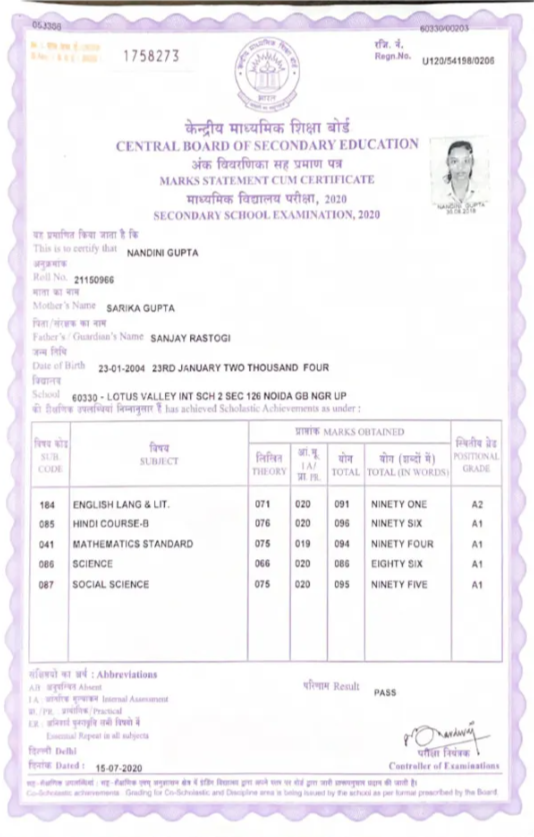 053306
60330/00203
1758273
रजि. नं.
Regn.No. U120/54198/0206
केन्द्रीय माध्यमिक शिक्षा बोर्ड
CENTRAL BOARD OF SECONDARY EDUCATION
अंक विवरणिका सह प्रमाण पत्र
MARKS STATEMENT CUM CERTIFICATE
माध्यमिक विद्यालय परीक्षा, 2020
SECONDARY SCHOOL EXAMINATION, 2020
NANDINI GUPTA
यह प्रमाणित किया जाता है कि
This is to certify that NANDINI GUPTA
अनुक्रमांक
Roll No. 21150966
माता का नाम
Mother's Name SARIKA GUPTA
पिता/संरक्षक का नाम
Father's / Guardian's Name SANJAY RASTOGI
जन्म तिथि
Date of Birth 23-01-2004 23RD JANUARY TWO THOUSAND FOUR
विद्यालय
School 60330 - LOTUS VALLEY INT SCH 2 SEC 126 NOIDA GB NGR UP
की शैक्षणिक उपलब्धियां निम्नानुसार हैं has achieved Scholastic Achievements as under :
विषय कोड SUB. CODE
विषय SUBJECT
प्राप्तांक MARKS OBTAINED
लिखित THEORY
आं.मू. I A/ प्रा. PR.
योग TOTAL
योग (शब्दों में) TOTAL (IN WORDS)
स्थितीय ग्रेड POSITIONAL GRADE
184 ENGLISH LANG & LIT. 071 020 091 NINETY ONE A2
085 HINDI COURSE-B 076 020 096 NINETY SIX A1
041 MATHEMATICS STANDARD 075 019 094 NINETY FOUR A1
086 SCIENCE 066 020 086 EIGHTY SIX A1
087 SOCIAL SCIENCE 075 020 095 NINETY FIVE A1
संक्षिप्तियों का अर्थ : Abbreviations
AB : अनुपस्थित Absent
I A : आंतरिक मूल्यांकन Internal Assessment
प्रा./PR. : प्रायोगिक/Practical
ER : अनिवार्य पुनरावृत्ति सभी विषयों में
Essential Repeat in all subjects
परिणाम Result PASS
दिल्ली Delhi
दिनांक Dated : 15-07-2020
परीक्षा नियंत्रक
Controller of Examinations
Co-Scholastic achievements : Grading for Co-Scholastic and Discipline area is being issued by the school as per format prescribed by the Board.